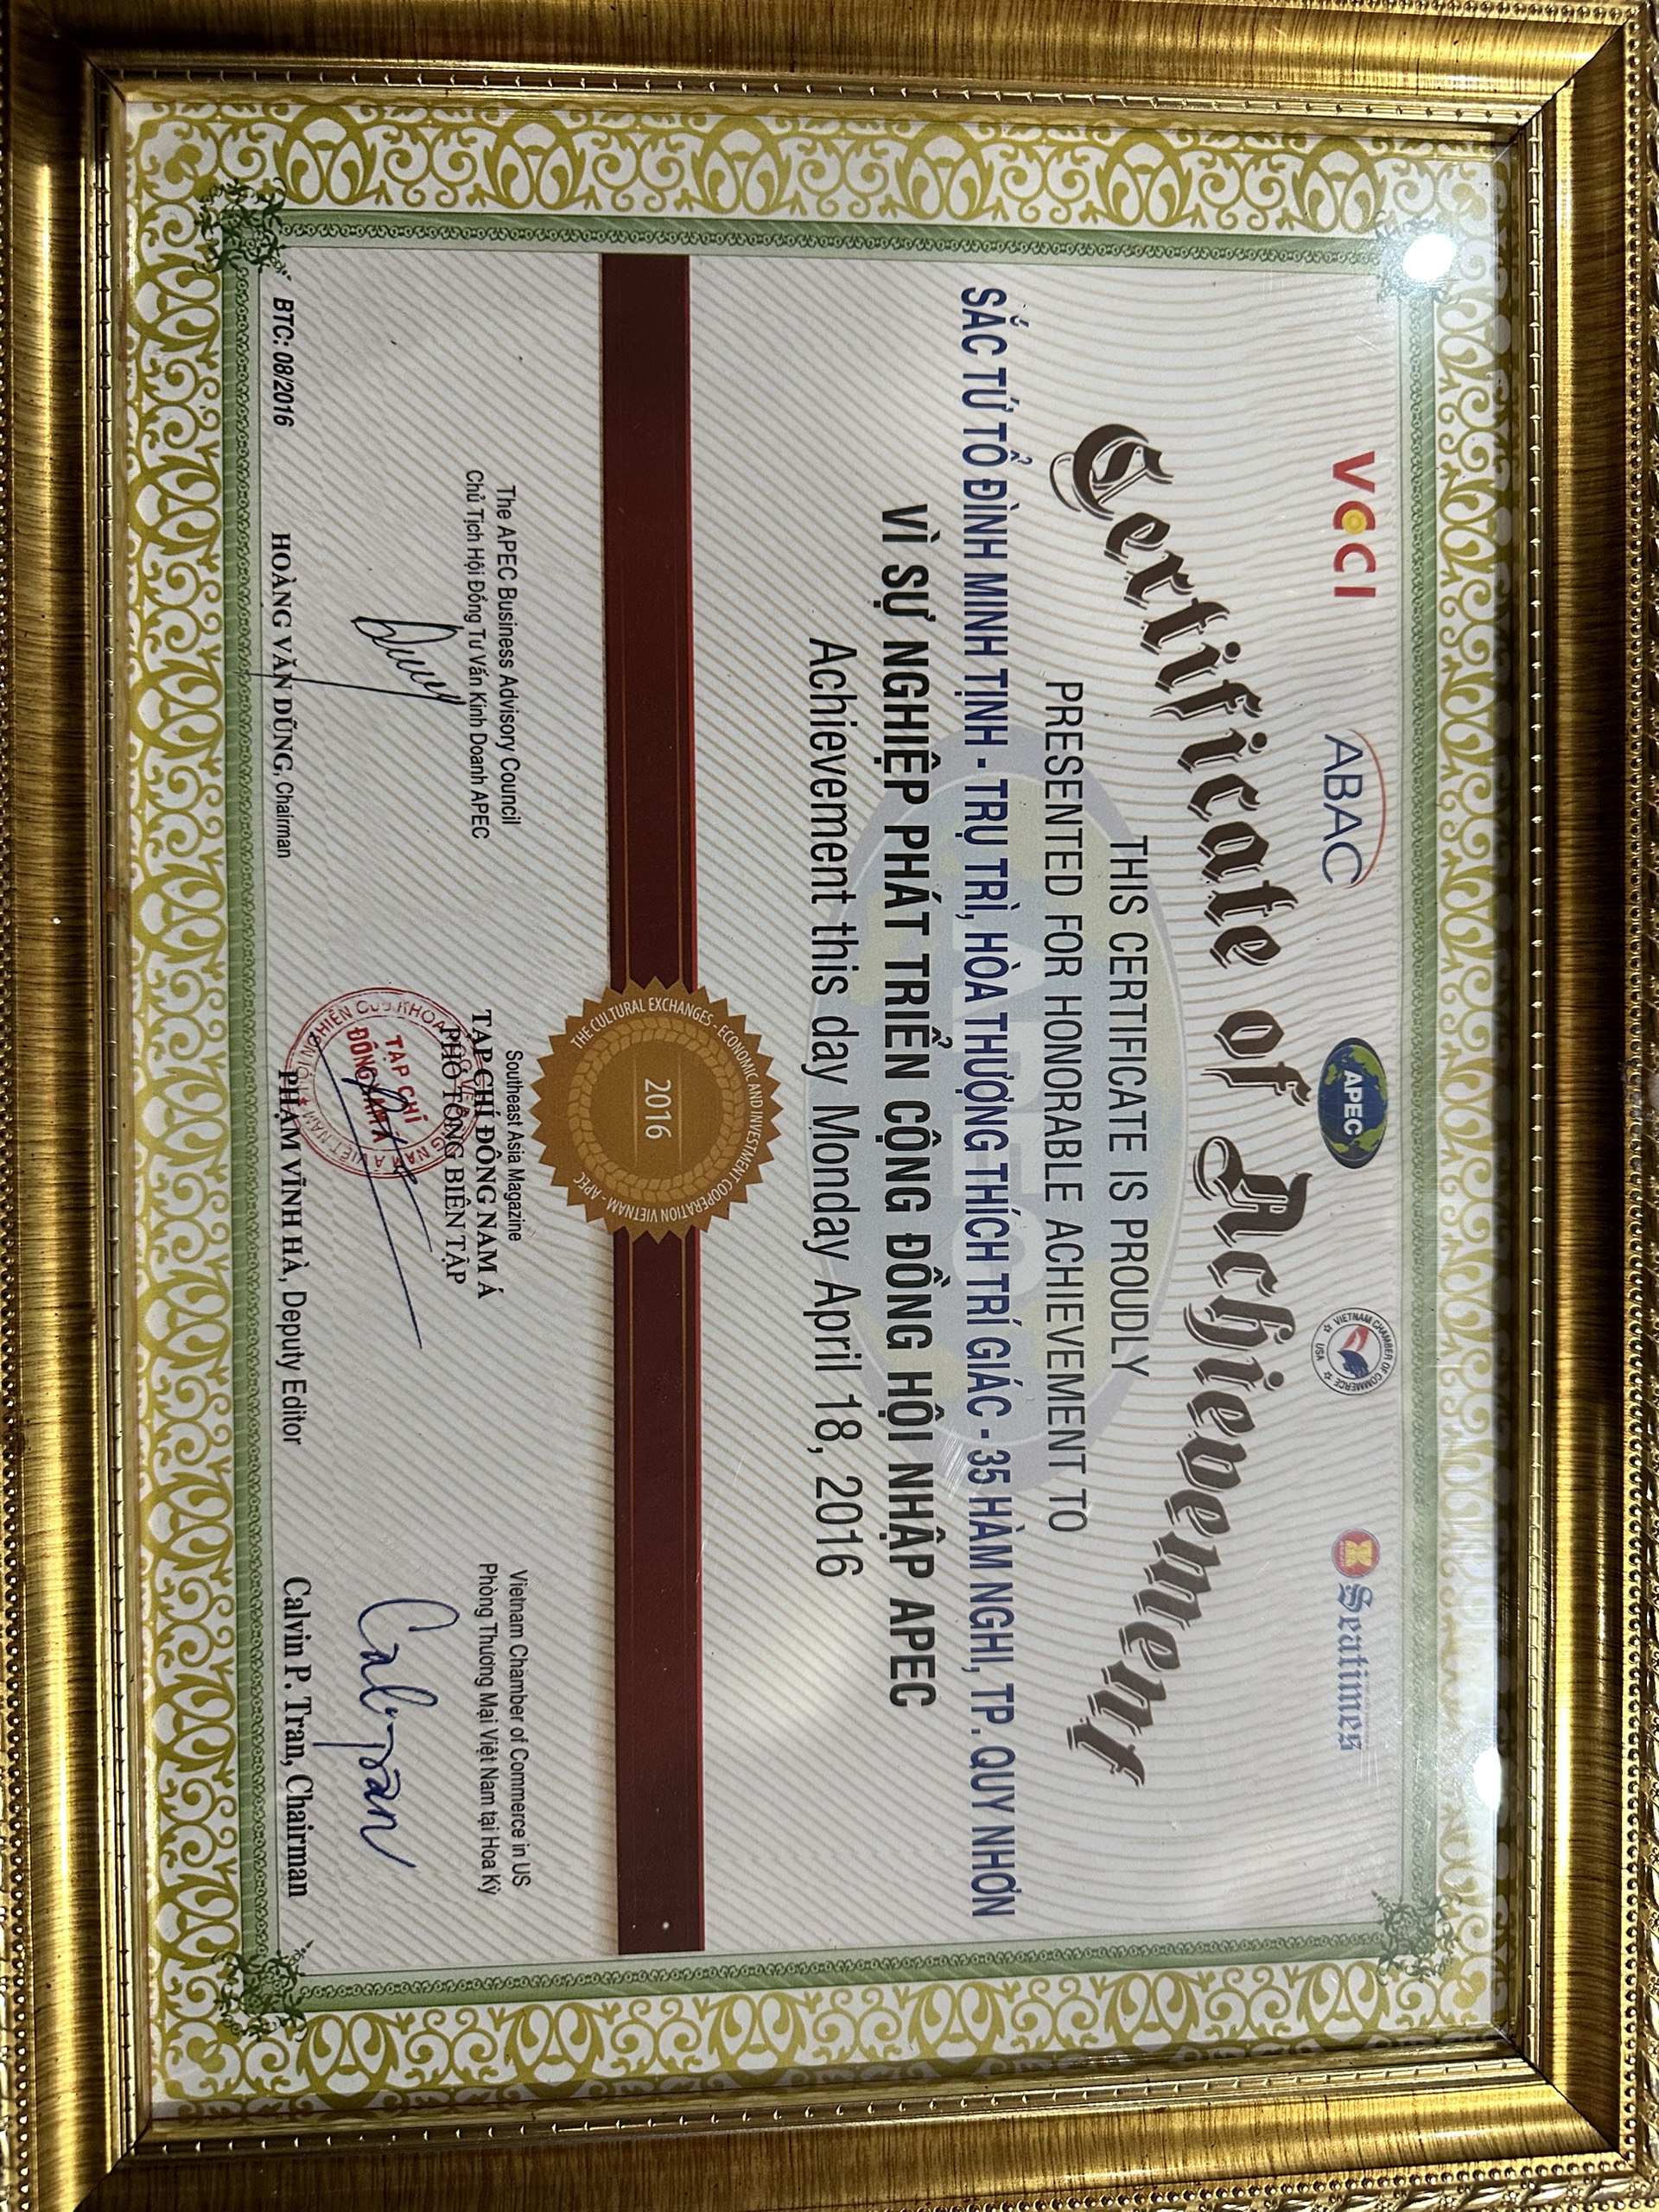 VCCI
ABAC
APEC
VIETNAM CHAMBER OF COMMERCE
USA
Seatimes
Certificate of Achievement
THIS CERTIFICATE IS PROUDLY
PRESENTED FOR HONORABLE ACHIEVEMENT TO
SẮC TỨ TỔ ĐÌNH MINH TỊNH - TRỤ TRÌ, HÒA THƯỢNG THÍCH TRÍ GIÁC - 35 HÀM NGHI, TP. QUY NHƠN
VÌ SỰ NGHIỆP PHÁT TRIỂN CỘNG ĐỒNG HỘI NHẬP APEC
Achievement this day Monday April 18, 2016
THE CULTURAL EXCHANGES - ECONOMIC AND INVESTMENT COOPERATION VIETNAM - APEC
2016
The APEC Business Advisory Council
Chủ Tịch Hội Đồng Tư Vấn Kinh Doanh APEC
HOÀNG VĂN DŨNG, Chairman
Southeast Asia Magazine
TẠP CHÍ ĐÔNG NAM Á
PHÓ TỔNG BIÊN TẬP
TẠP CHÍ
ĐÔNG NAM Á
PHẠM VĨNH HÀ, Deputy Editor
Vietnam Chamber of Commerce in US
Phòng Thương Mại Việt Nam tại Hoa Kỳ
Calvin P. Tran, Chairman
BTC: 08/2016